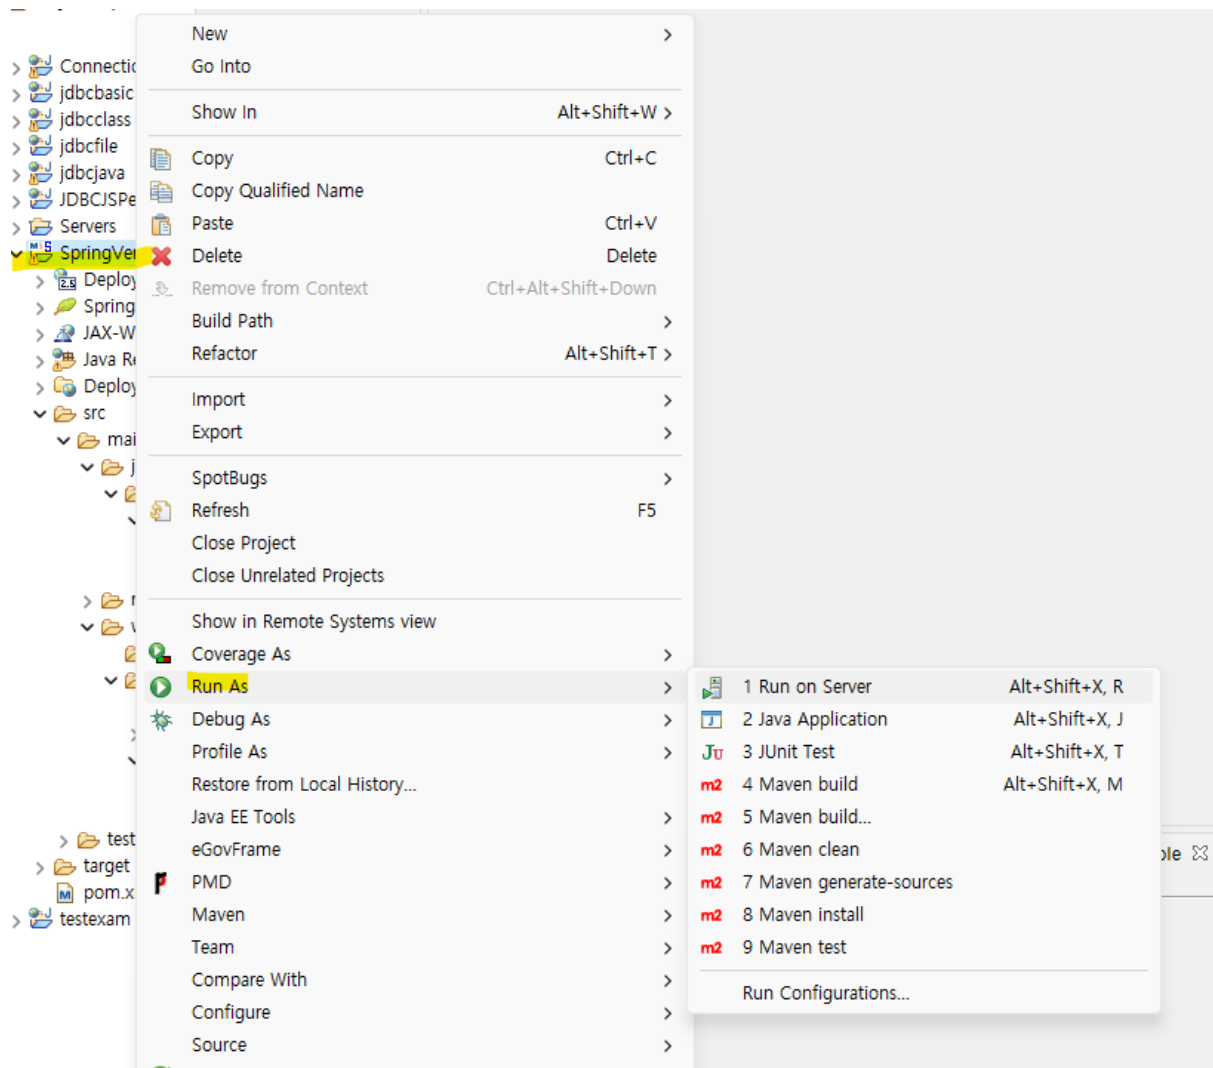 New
Go Into
Show In Alt+Shift+W
Copy Ctrl+C
Copy Qualified Name
Paste Ctrl+V
Delete Delete
Remove from Context Ctrl+Alt+Shift+Down
Build Path
Refactor Alt+Shift+T
Import
Export
SpotBugs
Refresh F5
Close Project
Close Unrelated Projects
Show in Remote Systems view
Coverage As
Run As
Debug As
Profile As
Restore from Local History...
Java EE Tools
eGovFrame
PMD
Maven
Team
Compare With
Configure
Source
1 Run on Server Alt+Shift+X, R
2 Java Application Alt+Shift+X, J
3 JUnit Test Alt+Shift+X, T
4 Maven build Alt+Shift+X, M
5 Maven build...
6 Maven clean
7 Maven generate-sources
8 Maven install
9 Maven test
Run Configurations...
Connectio
jdbcbasic
jdbcclass
jdbcfile
jdbcjava
JDBCJSPe
Servers
SpringVer
Deploy
Spring
JAX-W
Java Re
Deploy
src
mai
j
test
target
pom.x
testexam
ole